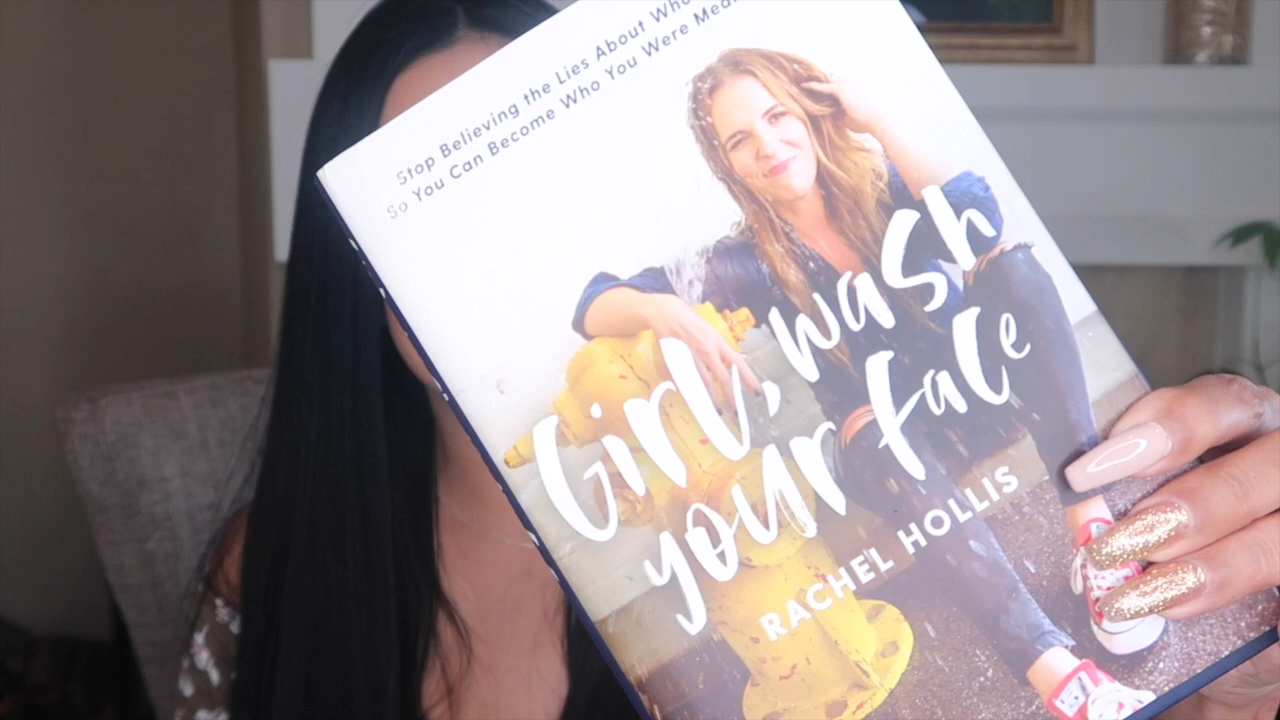 Stop Believing the Lies About Who
So You Can Become Who You Were
Girl, wash
your face
RACHEL HOLLIS